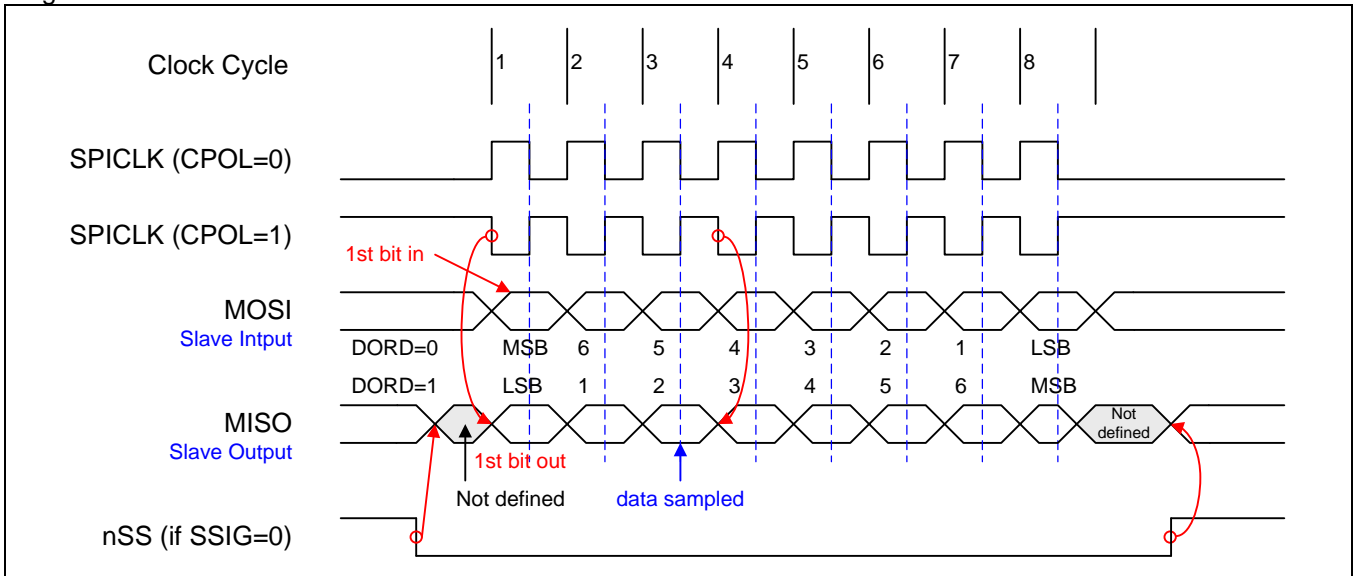 Clock Cycle 1 2 3 4 5 6 7 8
SPICLK (CPOL=0)
SPICLK (CPOL=1)
1st bit in
MOSI
Slave Intput
DORD=0 MSB 6 5 4 3 2 1 LSB
DORD=1 LSB 1 2 3 4 5 6 MSB
MISO
Slave Output
Not
defined
1st bit out
Not defined
data sampled
nSS (if SSIG=0)